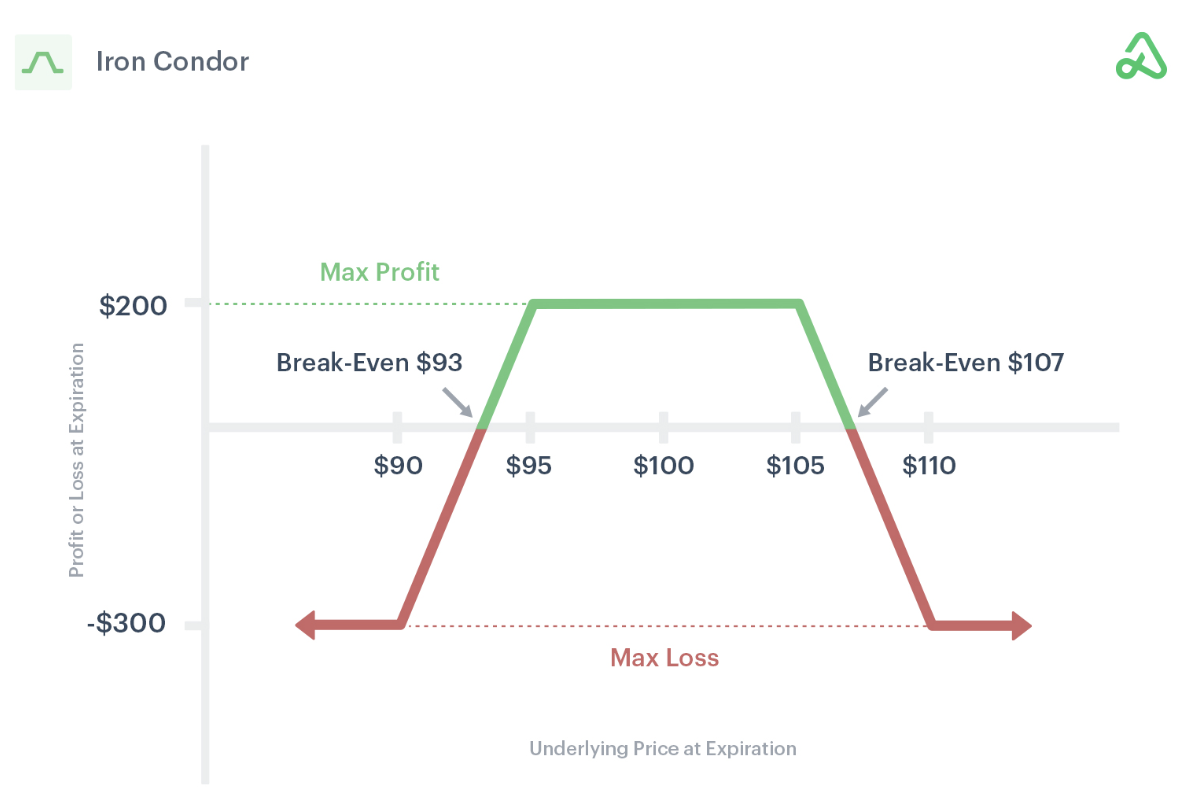 Iron Condor
Max Profit
$200
Break-Even $93
Break-Even $107
Profit or Loss at Expiration
$90
$95
$100
$105
$110
-$300
Max Loss
Underlying Price at Expiration